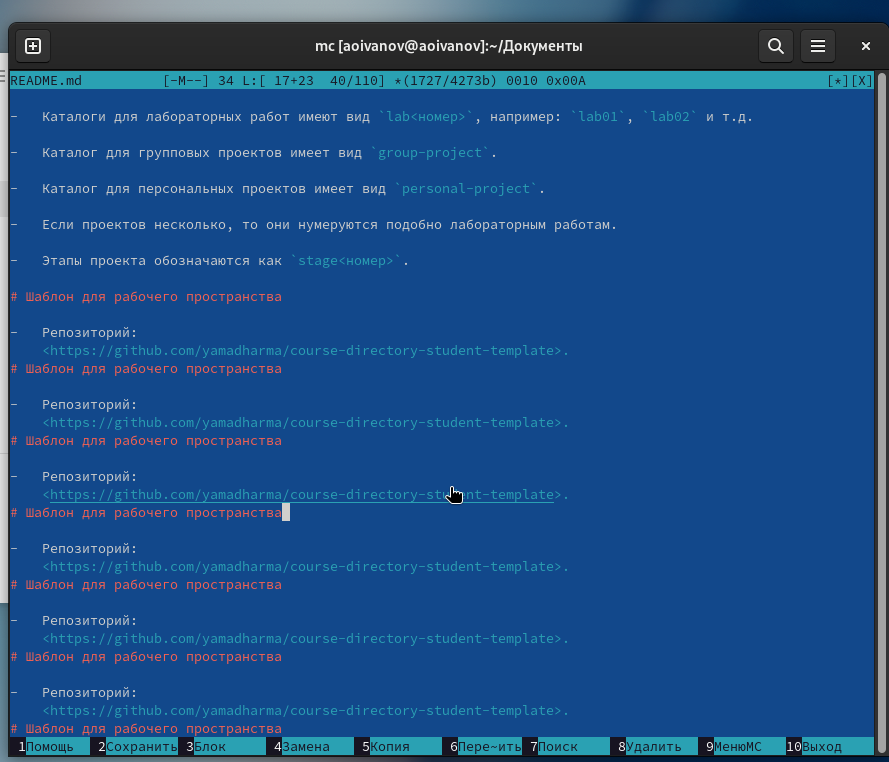 mc [aoivanov@aoivanov]:~/Документы
README.md [-M--] 34 L:[ 17+23 40/110] *(1727/4273b) 0010 0x00A [*][X]
- Каталоги для лабораторных работ имеют вид `lab<номер>`, например: `lab01`, `lab02` и т.д.
- Каталог для групповых проектов имеет вид `group-project`.
- Каталог для персональных проектов имеет вид `personal-project`.
- Если проектов несколько, то они нумеруются подобно лабораторным работам.
- Этапы проекта обозначаются как `stage<номер>`.
# Шаблон для рабочего пространства
- Репозиторий:
<https://github.com/yamadharma/course-directory-student-template>.
# Шаблон для рабочего пространства
- Репозиторий:
<https://github.com/yamadharma/course-directory-student-template>.
# Шаблон для рабочего пространства
- Репозиторий:
<https://github.com/yamadharma/course-directory-student-template>.
# Шаблон для рабочего пространства
- Репозиторий:
<https://github.com/yamadharma/course-directory-student-template>.
# Шаблон для рабочего пространства
- Репозиторий:
<https://github.com/yamadharma/course-directory-student-template>.
# Шаблон для рабочего пространства
- Репозиторий:
<https://github.com/yamadharma/course-directory-student-template>.
# Шаблон для рабочего пространства
1Помощь 2Сохранить 3Блок 4Замена 5Копия 6Пере~ить 7Поиск 8Удалить 9МенюMC 10Выход